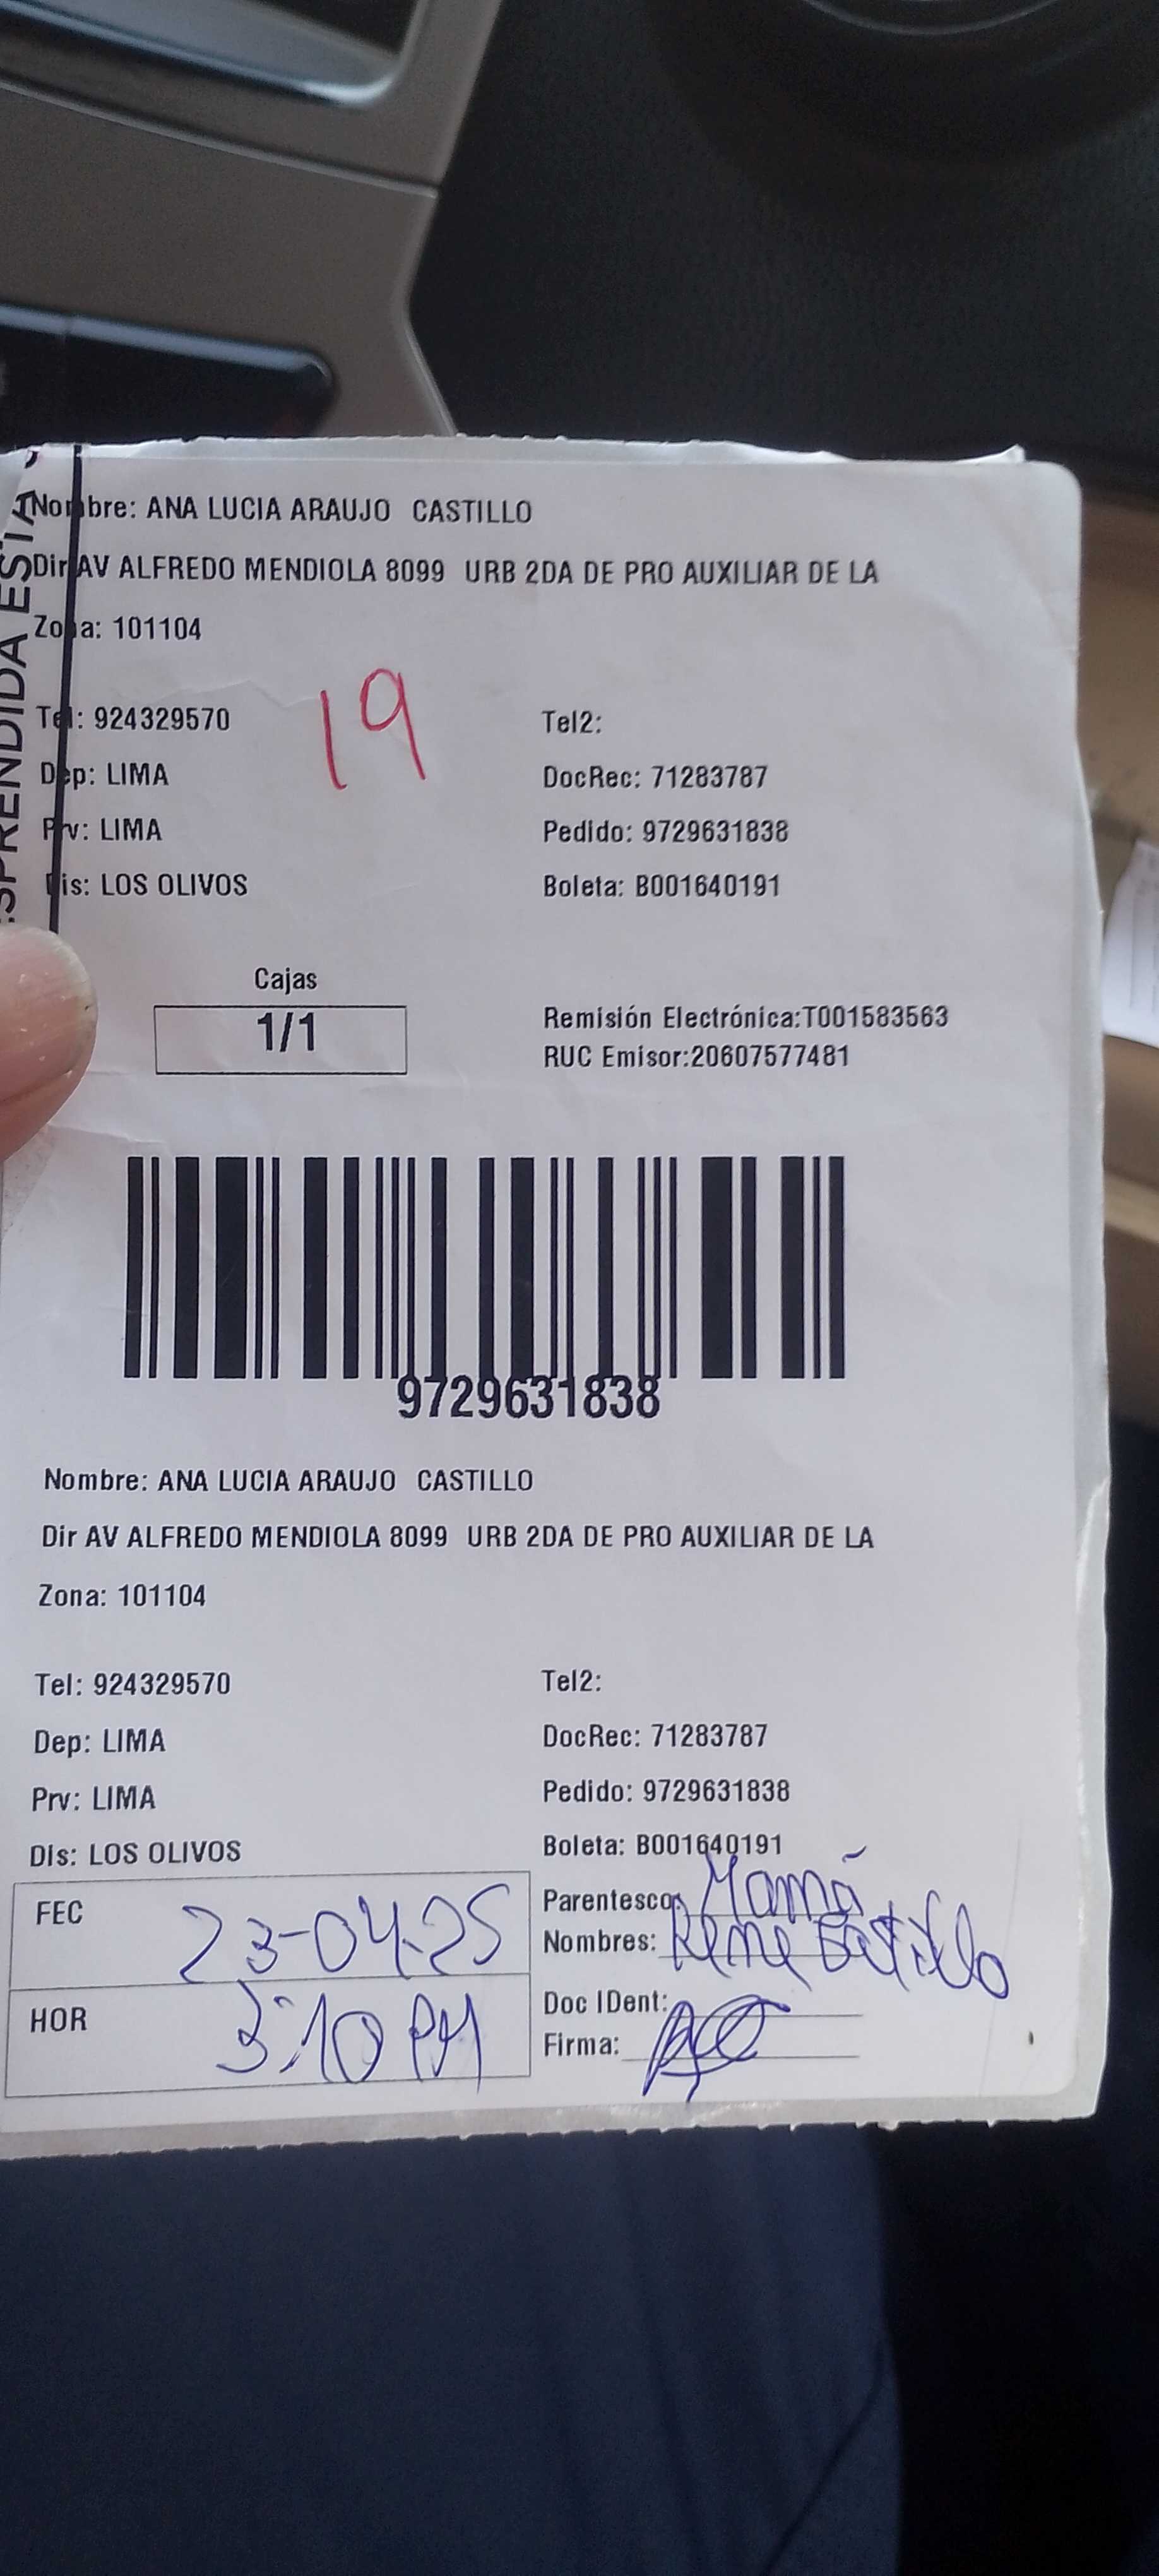 SPRENDIDA ESTA
Nombre: ANA LUCIA ARAUJO CASTILLO
Dir AV ALFREDO MENDIOLA 8099 URB 2DA DE PRO AUXILIAR DE LA
Zona: 101104
19
Tel: 924329570 Tel2:
Dep: LIMA DocRec: 71283787
Prv: LIMA Pedido: 9729631838
Dis: LOS OLIVOS Boleta: B001640191
Cajas
1/1
Remisión Electrónica:T001583563
RUC Emisor:20607577481
9729631838
Nombre: ANA LUCIA ARAUJO CASTILLO
Dir AV ALFREDO MENDIOLA 8099 URB 2DA DE PRO AUXILIAR DE LA
Zona: 101104
Tel: 924329570 Tel2:
Dep: LIMA DocRec: 71283787
Prv: LIMA Pedido: 9729631838
Dis: LOS OLIVOS Boleta: B001640191
FEC 23-04-25 Parentesco: Mamá
Nombres: Rene Castillo
HOR 3:10 PM Doc IDent:
Firma: